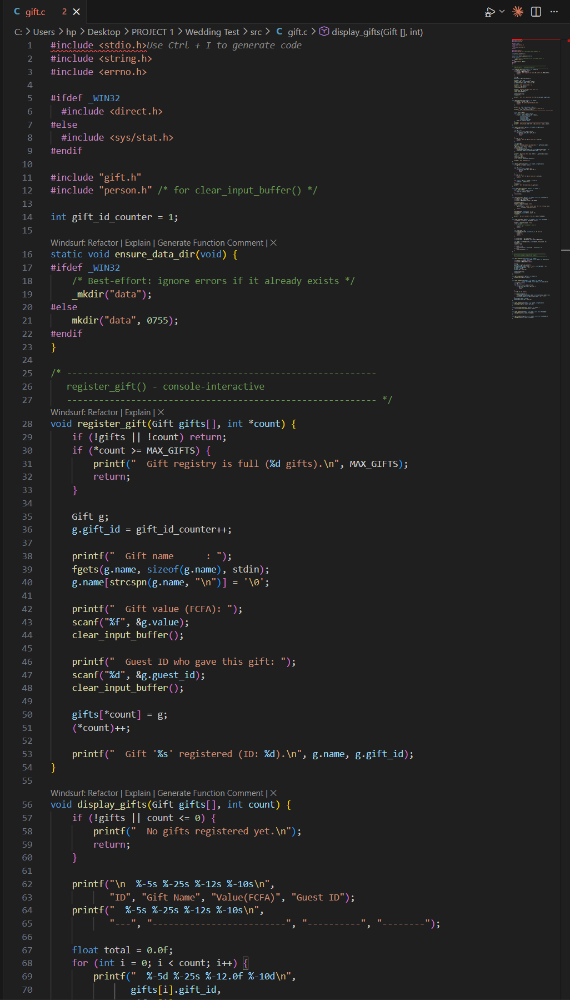 C gift.c 2
C: > Users > hp > Desktop > PROJECT 1 > Wedding Test > src > C gift.c > display_gifts(Gift [], int)
1 #include <stdio.h>Use Ctrl + I to generate code
2 #include <string.h>
3 #include <errno.h>
4
5 #ifdef _WIN32
6   #include <direct.h>
7 #else
8   #include <sys/stat.h>
9 #endif
10
11 #include "gift.h"
12 #include "person.h" /* for clear_input_buffer() */
13
14 int gift_id_counter = 1;
15
Windsurf: Refactor | Explain | Generate Function Comment | ×
16 static void ensure_data_dir(void) {
17 #ifdef _WIN32
18     /* Best-effort: ignore errors if it already exists */
19     _mkdir("data");
20 #else
21     mkdir("data", 0755);
22 #endif
23 }
24
25 /* ----------------------------------------------------------
26    register_gift() - console-interactive
27    ---------------------------------------------------------- */
Windsurf: Refactor | Explain | ×
28 void register_gift(Gift gifts[], int *count) {
29     if (!gifts || !count) return;
30     if (*count >= MAX_GIFTS) {
31         printf("  Gift registry is full (%d gifts).\n", MAX_GIFTS);
32         return;
33     }
34
35     Gift g;
36     g.gift_id = gift_id_counter++;
37
38     printf("  Gift name      : ");
39     fgets(g.name, sizeof(g.name), stdin);
40     g.name[strcspn(g.name, "\n")] = '\0';
41
42     printf("  Gift value (FCFA): ");
43     scanf("%f", &g.value);
44     clear_input_buffer();
45
46     printf("  Guest ID who gave this gift: ");
47     scanf("%d", &g.guest_id);
48     clear_input_buffer();
49
50     gifts[*count] = g;
51     (*count)++;
52
53     printf("  Gift '%s' registered (ID: %d).\n", g.name, g.gift_id);
54 }
55
Windsurf: Refactor | Explain | Generate Function Comment | ×
56 void display_gifts(Gift gifts[], int count) {
57     if (!gifts || count <= 0) {
58         printf("  No gifts registered yet.\n");
59         return;
60     }
61
62     printf("\n  %-5s %-25s %-12s %-10s\n",
63            "ID", "Gift Name", "Value(FCFA)", "Guest ID");
64     printf("  %-5s %-25s %-12s %-10s\n",
65            "---", "-------------------------", "----------", "--------");
66
67     float total = 0.0f;
68     for (int i = 0; i < count; i++) {
69         printf("  %-5d %-25s %-12.0f %-10d\n",
70                gifts[i].gift_id,